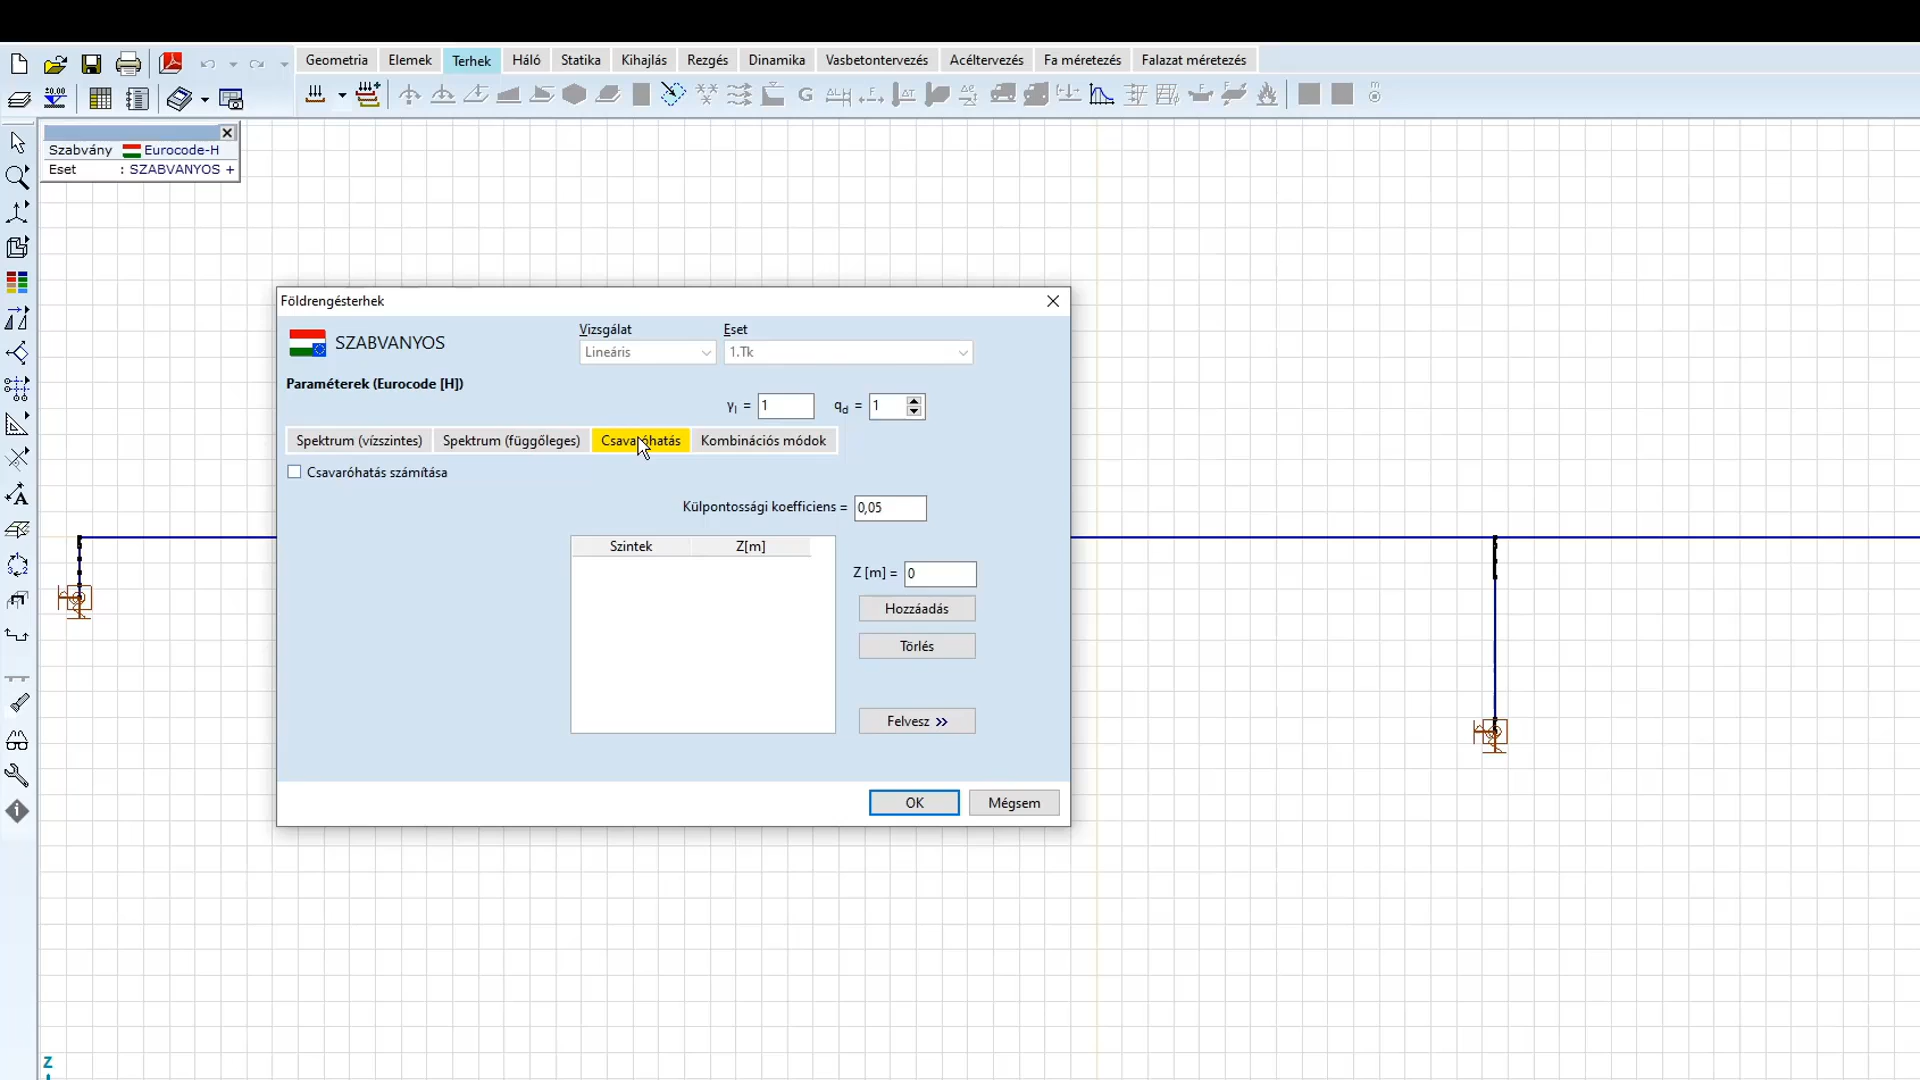 Geometria Elemek Terhek Háló Statika Kihajlás Rezgés Dinamika Vasbetontervezés Acéltervezés Fa méretezés Falazat méretezés
Szabvány Eurocode-H
Eset : SZABVANYOS +
Földrengésterhek
SZABVANYOS
Vizsgálat Eset
Lineáris 1.Tk
Paraméterek (Eurocode [H])
γI = 1 qd = 1
Spektrum (vízszintes) Spektrum (függőleges) Csavaróhatás Kombinációs módok
Csavaróhatás számítása
Külpontossági koefficiens = 0,05
Szintek Z[m]
Z [m] = 0
Hozzáadás
Törlés
Felvesz »
OK Mégsem
Z